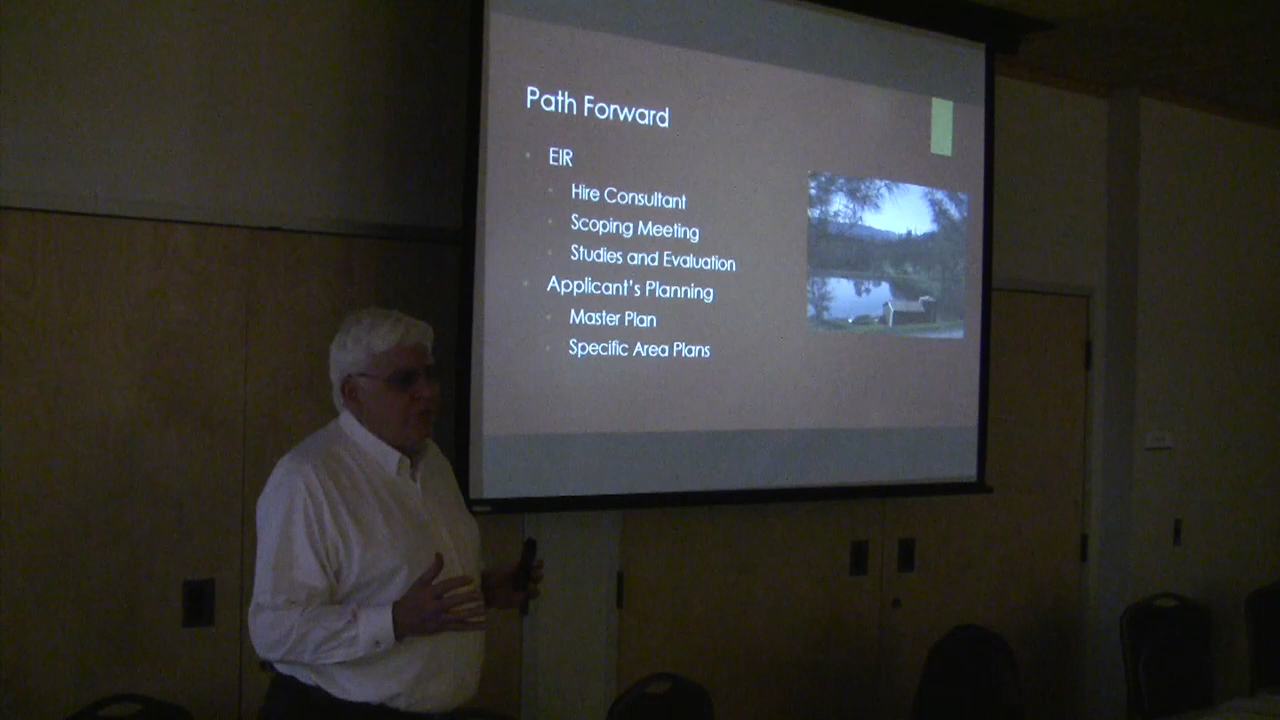 Path Forward
EIR
Hire Consultant
Scoping Meeting
Studies and Evaluation
Applicant's Planning
Master Plan
Specific Area Plans